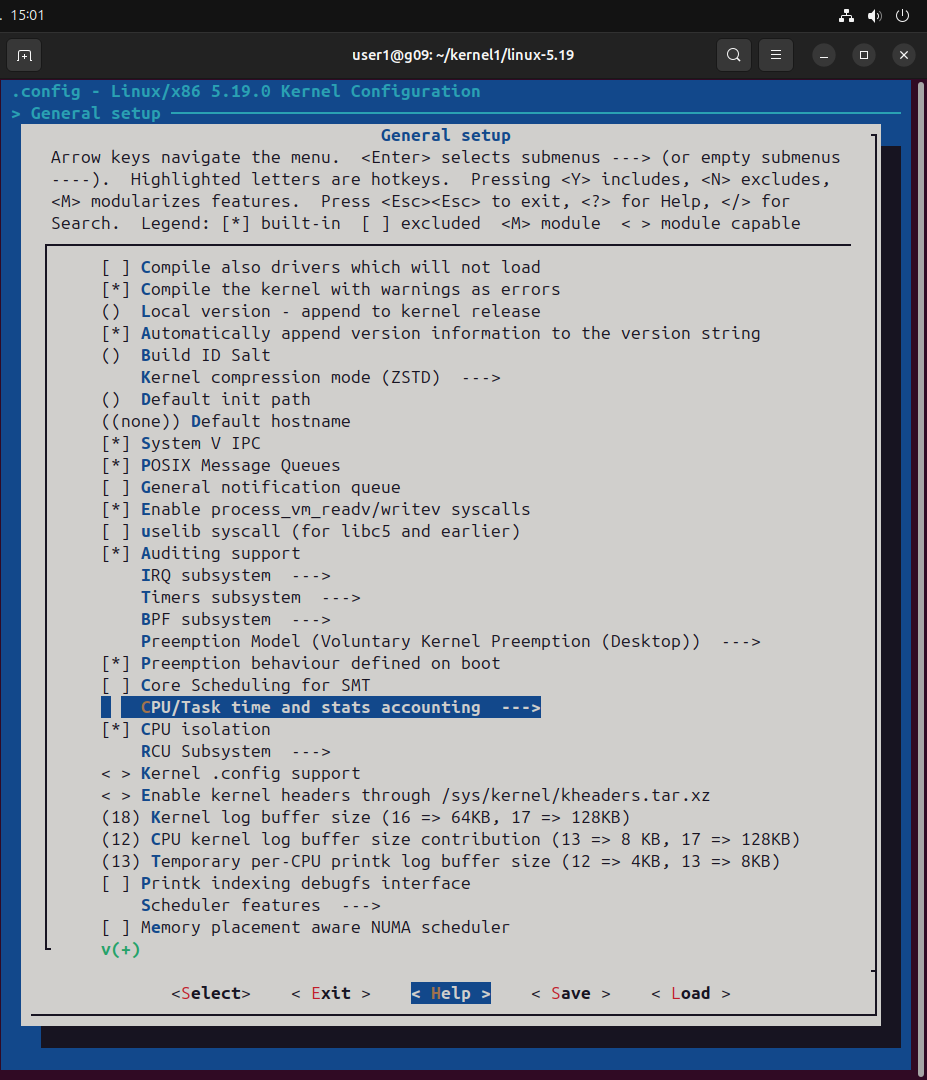 . 15:01
user1@g09: ~/kernel1/linux-5.19
.config - Linux/x86 5.19.0 Kernel Configuration
> General setup
General setup
Arrow keys navigate the menu.  <Enter> selects submenus ---> (or empty submenus
----).  Highlighted letters are hotkeys.  Pressing <Y> includes, <N> excludes,
<M> modularizes features.  Press <Esc><Esc> to exit, <?> for Help, </> for
Search.  Legend: [*] built-in  [ ] excluded  <M> module  < > module capable
[ ] Compile also drivers which will not load
[*] Compile the kernel with warnings as errors
()  Local version - append to kernel release
[*] Automatically append version information to the version string
()  Build ID Salt
Kernel compression mode (ZSTD)  --->
()  Default init path
((none)) Default hostname
[*] System V IPC
[*] POSIX Message Queues
[ ] General notification queue
[*] Enable process_vm_readv/writev syscalls
[ ] uselib syscall (for libc5 and earlier)
[*] Auditing support
IRQ subsystem  --->
Timers subsystem  --->
BPF subsystem  --->
Preemption Model (Voluntary Kernel Preemption (Desktop))  --->
[*] Preemption behaviour defined on boot
[ ] Core Scheduling for SMT
CPU/Task time and stats accounting  --->
[*] CPU isolation
RCU Subsystem  --->
< > Kernel .config support
< > Enable kernel headers through /sys/kernel/kheaders.tar.xz
(18) Kernel log buffer size (16 => 64KB, 17 => 128KB)
(12) CPU kernel log buffer size contribution (13 => 8 KB, 17 => 128KB)
(13) Temporary per-CPU printk log buffer size (12 => 4KB, 13 => 8KB)
[ ] Printk indexing debugfs interface
Scheduler features  --->
[ ] Memory placement aware NUMA scheduler
v(+)
<Select>    < Exit >    < Help >    < Save >    < Load >